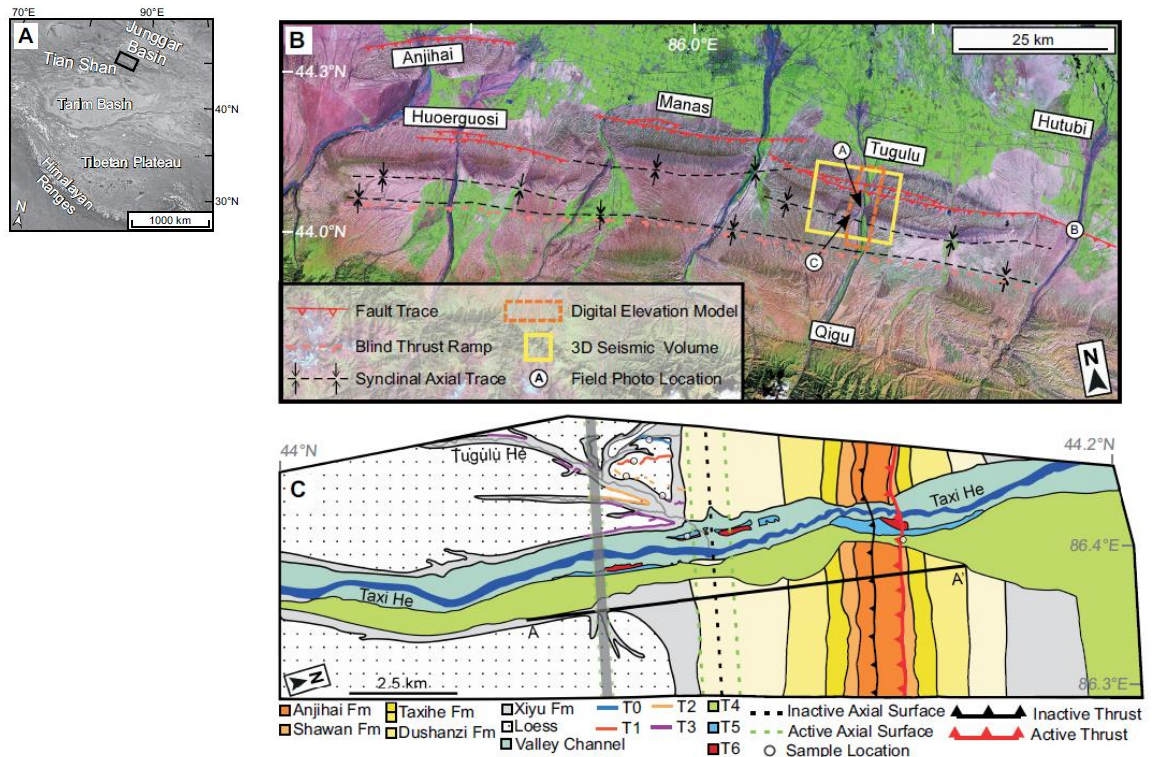 70°E
90°E
A
Junggar
Basin
Tian Shan
Tarim Basin
40°N
Tibetan Plateau
Himalayan
Ranges
30°N
N
1000 km
B
86.0°E
25 km
Anjihai
44.3°N
Huoerguosi
Manas
Hutubi
A
Tugulu
B
44.0°N
C
Qigu
Fault Trace
Digital Elevation Model
Blind Thrust Ramp
3D Seismic Volume
Synclinal Axial Trace
A
Field Photo Location
N
44°N
44.2°N
C
Tugulu He
Taxi He
86.4°E
Taxi He
A
A'
N
2.5 km
86.3°E
Anjihai Fm
Taxihe Fm
Xiyu Fm
T0
T2
T4
Inactive Axial Surface
Inactive Thrust
Shawan Fm
Dushanzi Fm
Loess
T1
T3
T5
Active Axial Surface
Active Thrust
Valley Channel
T6
Sample Location